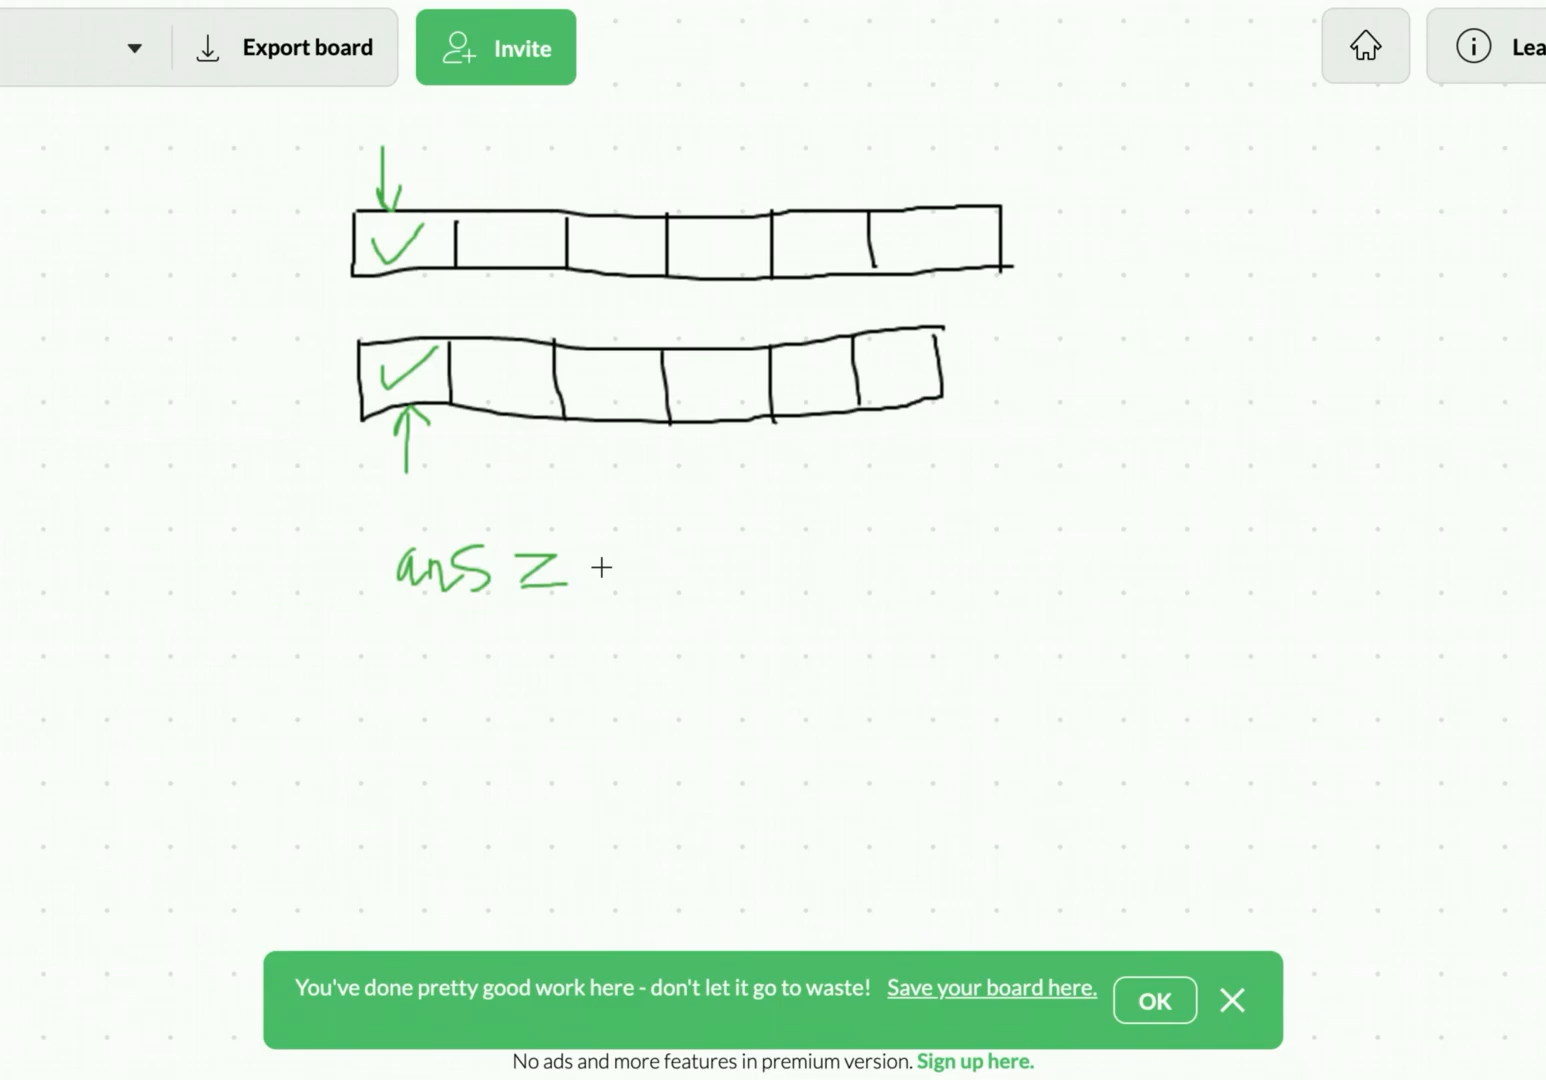 Export board
Invite
Lea
ans =
You've done pretty good work here - don't let it go to waste! Save your board here.
OK
No ads and more features in premium version. Sign up here.